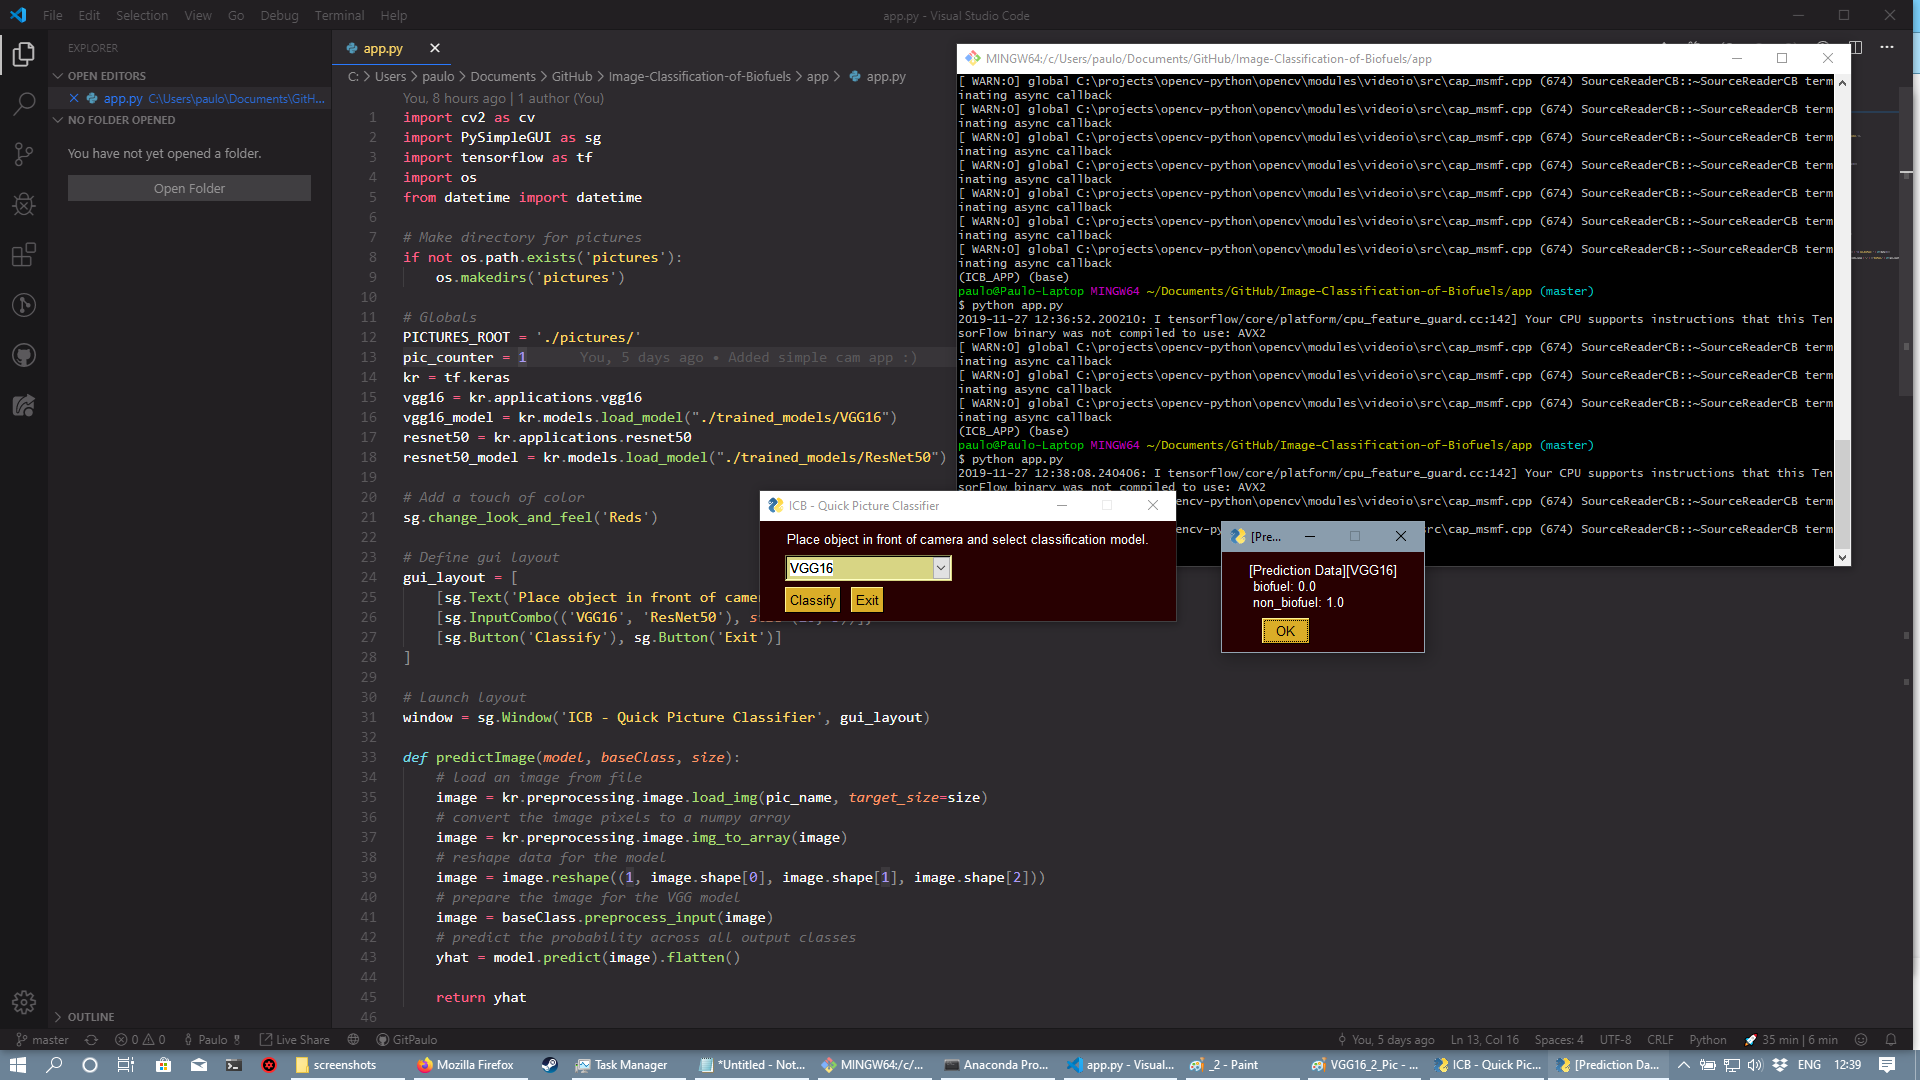 File Edit Selection View Go Debug Terminal Help
app.py - Visual Studio Code
EXPLORER
OPEN EDITORS
app.py C:\Users\paulo\Documents\GitH...
NO FOLDER OPENED
You have not yet opened a folder.
Open Folder
OUTLINE
app.py
C: > Users > paulo > Documents > GitHub > Image-Classification-of-Biofuels > app > app.py
You, 8 hours ago | 1 author (You)
1 import cv2 as cv
2 import PySimpleGUI as sg
3 import tensorflow as tf
4 import os
5 from datetime import datetime
6
7 # Make directory for pictures
8 if not os.path.exists('pictures'):
9 os.makedirs('pictures')
10
11 # Globals
12 PICTURES_ROOT = './pictures/'
13 pic_counter = 1 You, 5 days ago • Added simple cam app :)
14 kr = tf.keras
15 vgg16 = kr.applications.vgg16
16 vgg16_model = kr.models.load_model("./trained_models/VGG16")
17 resnet50 = kr.applications.resnet50
18 resnet50_model = kr.models.load_model("./trained_models/ResNet50")
19
20 # Add a touch of color
21 sg.change_look_and_feel('Reds')
22
23 # Define gui layout
24 gui_layout = [
25 [sg.Text('Place object in front of camer
26 [sg.InputCombo(('VGG16', 'ResNet50'),
27 [sg.Button('Classify'), sg.Button('Exit')]
28 ]
29
30 # Launch layout
31 window = sg.Window('ICB - Quick Picture Classifier', gui_layout)
32
33 def predictImage(model, baseClass, size):
34 # load an image from file
35 image = kr.preprocessing.image.load_img(pic_name, target_size=size)
36 # convert the image pixels to a numpy array
37 image = kr.preprocessing.image.img_to_array(image)
38 # reshape data for the model
39 image = image.reshape((1, image.shape[0], image.shape[1], image.shape[2]))
40 # prepare the image for the VGG model
41 image = baseClass.preprocess_input(image)
42 # predict the probability across all output classes
43 yhat = model.predict(image).flatten()
44
45 return yhat
46
MINGW64:/c/Users/paulo/Documents/GitHub/Image-Classification-of-Biofuels/app
[ WARN:0] global C:\projects\opencv-python\opencv\modules\videoio\src\cap_msmf.cpp (674) SourceReaderCB::~SourceReaderCB term
inating async callback
[ WARN:0] global C:\projects\opencv-python\opencv\modules\videoio\src\cap_msmf.cpp (674) SourceReaderCB::~SourceReaderCB term
inating async callback
[ WARN:0] global C:\projects\opencv-python\opencv\modules\videoio\src\cap_msmf.cpp (674) SourceReaderCB::~SourceReaderCB term
inating async callback
[ WARN:0] global C:\projects\opencv-python\opencv\modules\videoio\src\cap_msmf.cpp (674) SourceReaderCB::~SourceReaderCB term
inating async callback
[ WARN:0] global C:\projects\opencv-python\opencv\modules\videoio\src\cap_msmf.cpp (674) SourceReaderCB::~SourceReaderCB term
inating async callback
[ WARN:0] global C:\projects\opencv-python\opencv\modules\videoio\src\cap_msmf.cpp (674) SourceReaderCB::~SourceReaderCB term
inating async callback
[ WARN:0] global C:\projects\opencv-python\opencv\modules\videoio\src\cap_msmf.cpp (674) SourceReaderCB::~SourceReaderCB term
inating async callback
(ICB_APP) (base)
paulo@Paulo-Laptop MINGW64 ~/Documents/GitHub/Image-Classification-of-Biofuels/app (master)
$ python app.py
2019-11-27 12:36:52.200210: I tensorflow/core/platform/cpu_feature_guard.cc:142] Your CPU supports instructions that this Ten
sorFlow binary was not compiled to use: AVX2
[ WARN:0] global C:\projects\opencv-python\opencv\modules\videoio\src\cap_msmf.cpp (674) SourceReaderCB::~SourceReaderCB term
inating async callback
[ WARN:0] global C:\projects\opencv-python\opencv\modules\videoio\src\cap_msmf.cpp (674) SourceReaderCB::~SourceReaderCB term
inating async callback
[ WARN:0] global C:\projects\opencv-python\opencv\modules\videoio\src\cap_msmf.cpp (674) SourceReaderCB::~SourceReaderCB term
inating async callback
(ICB_APP) (base)
paulo@Paulo-Laptop MINGW64 ~/Documents/GitHub/Image-Classification-of-Biofuels/app (master)
$ python app.py
2019-11-27 12:38:08.240406: I tensorflow/core/platform/cpu_feature_guard.cc:142] Your CPU supports instructions that this Ten
sorFlow binary was not compiled to use: AVX2
v-python\opencv\modules\videoio\src\cap_msmf.cpp (674) SourceReaderCB::~SourceReaderCB term
v-py rc\cap_msmf.cpp (674) SourceReaderCB::~SourceReaderCB term
ICB - Quick Picture Classifier
Place object in front of camera and select classification model.
VGG16
Classify Exit
[Pre...
[Prediction Data][VGG16]
biofuel: 0.0
non_biofuel: 1.0
OK
master 0 0 Paulo Live Share GitPaulo
You, 5 days ago Ln 13, Col 16 Spaces: 4 UTF-8 CRLF Python 35 min | 6 min
screenshots Mozilla Firefox Task Manager *Untitled - Not... MINGW64:/c/... Anaconda Pro... app.py - Visual... _2 - Paint VGG16_2_Pic - ... ICB - Quick Pic... [Prediction Da... ENG 12:39